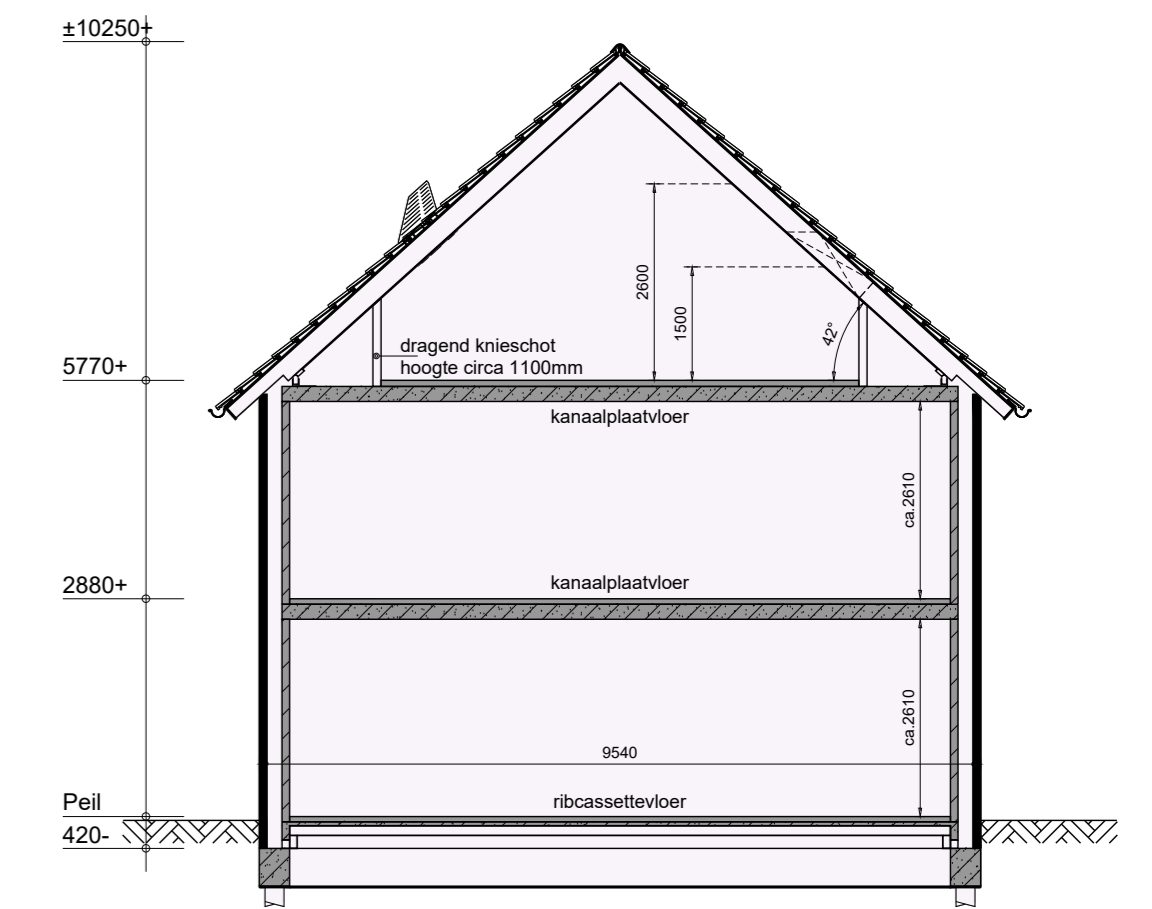 ±10250+
2600
1500
42°
dragend knieschot
hoogte circa 1100mm
5770+
kanaalplaatvloer
ca.2610
kanaalplaatvloer
2880+
ca.2610
9540
ribcassettevloer
Peil
420-